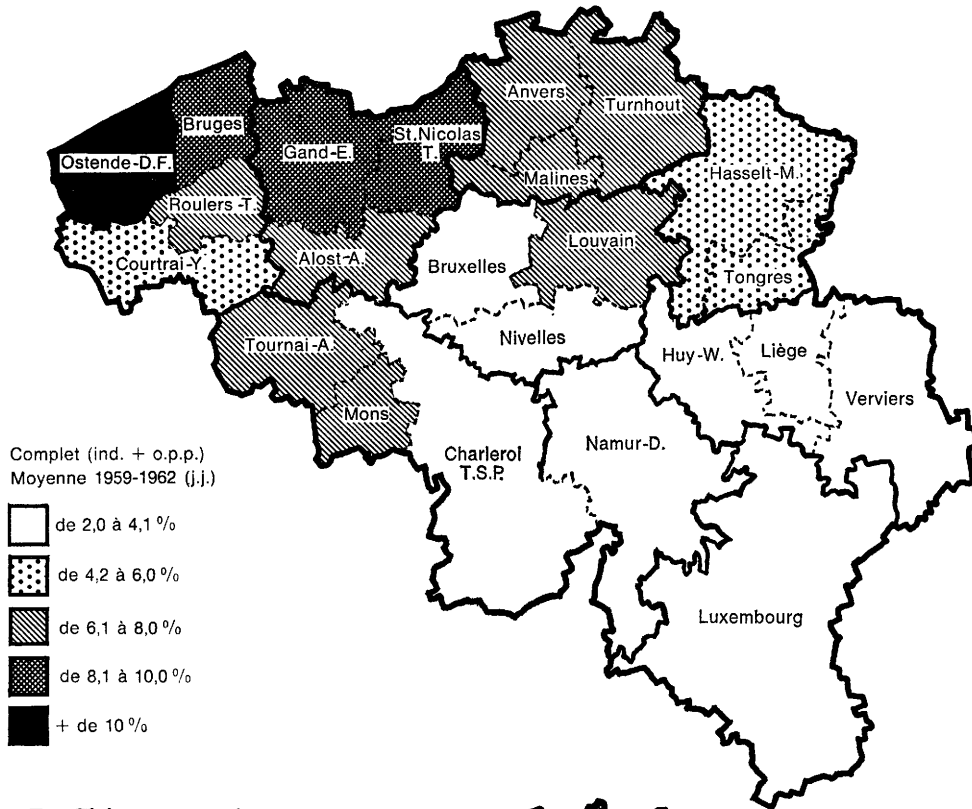 Anvers
Turnhout
Bruges
St.Nicolas
T.
Gand-E.
Ostende-D.F.
Hasselt-M.
Malines
Roulers-T.
Louvain
Alost-A.
Courtrai-Y.
Bruxelles
Tongres
Nivelles
Tournai-A.
Huy-W.
Liège
Verviers
Mons
Namur-D.
Charleroi
T.S.P.
Luxembourg
Complet (ind. + o.p.p.)
Moyenne 1959-1962 (j.j.)
de 2,0 à 4,1 %
de 4,2 à 6,0 %
de 6,1 à 8,0 %
de 8,1 à 10,0 %
+ de 10 %